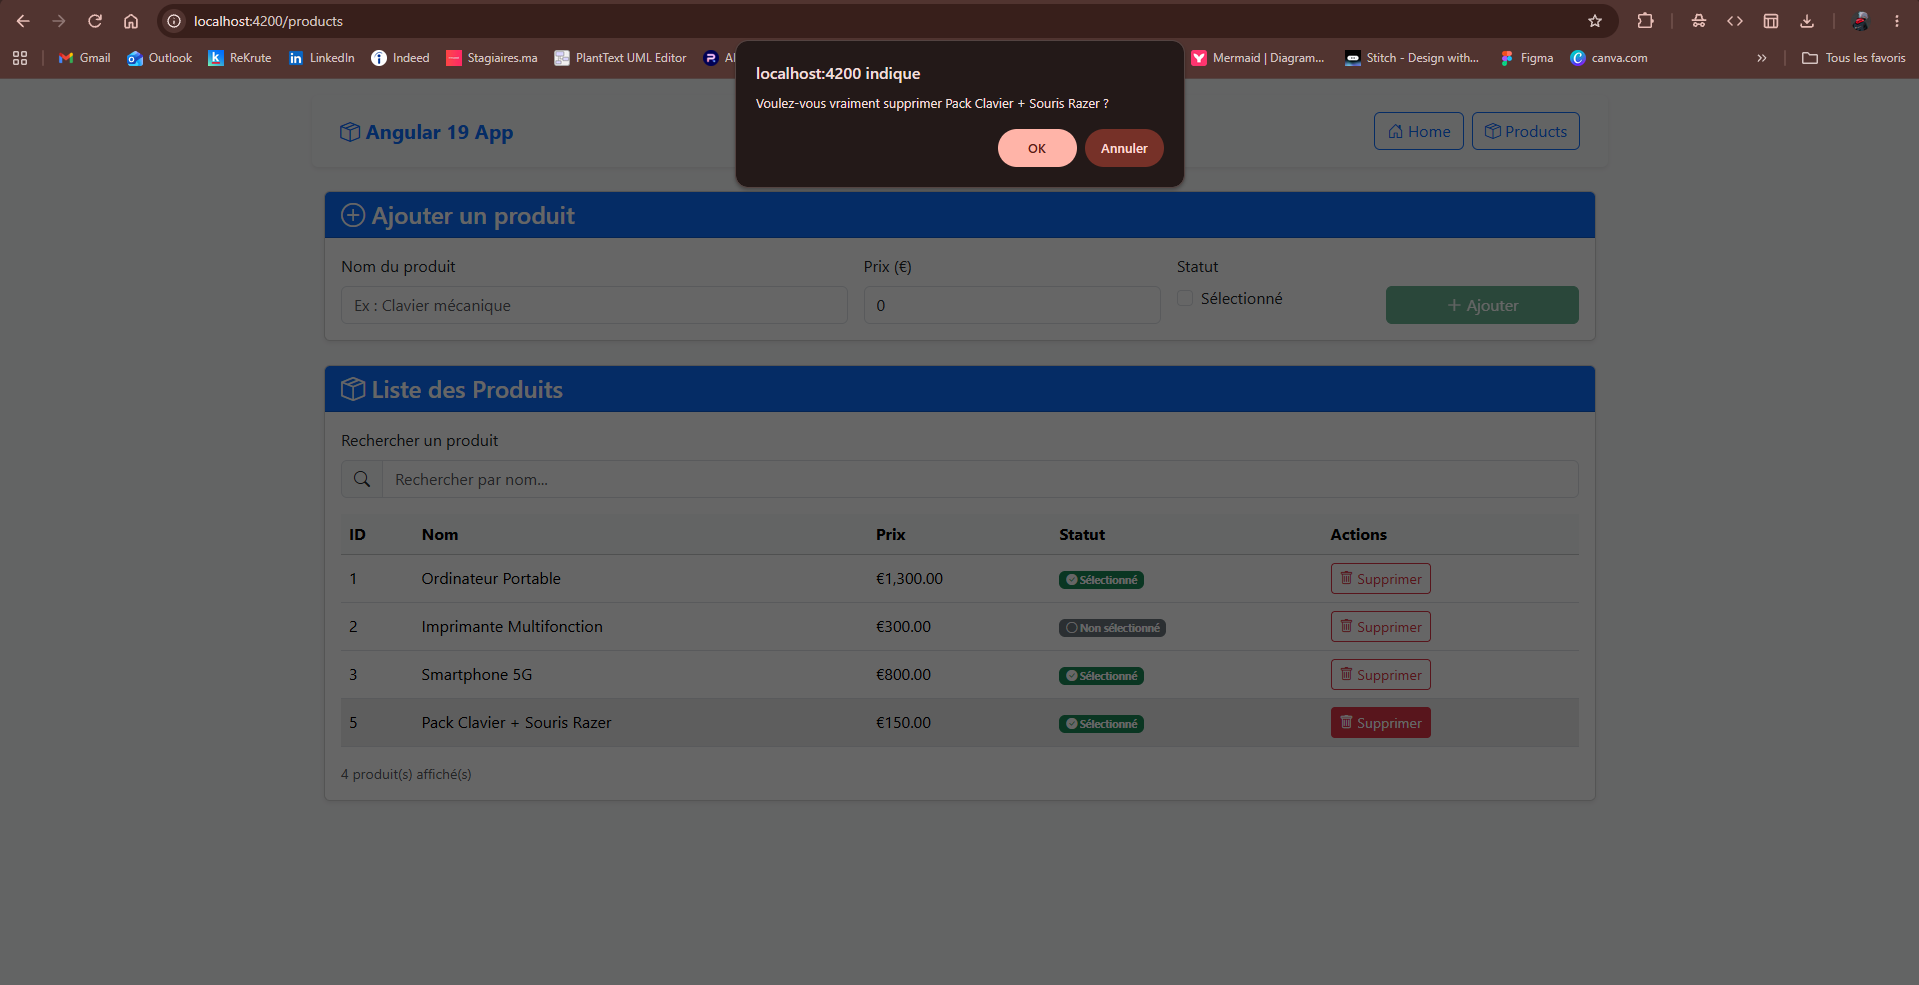 localhost:4200/products
Gmail Outlook ReKrute LinkedIn Indeed Stagiaires.ma PlantText UML Editor Mermaid | Diagram... Stitch - Design with... Figma canva.com Tous les favoris
localhost:4200 indique
Voulez-vous vraiment supprimer Pack Clavier + Souris Razer ?
OK Annuler
Angular 19 App Home Products
Ajouter un produit
Nom du produit Prix (€) Statut
Ex : Clavier mécanique 0 Sélectionné + Ajouter
Liste des Produits
Rechercher un produit
Rechercher par nom...
ID Nom Prix Statut Actions
1 Ordinateur Portable €1,300.00 Sélectionné Supprimer
2 Imprimante Multifonction €300.00 Non sélectionné Supprimer
3 Smartphone 5G €800.00 Sélectionné Supprimer
5 Pack Clavier + Souris Razer €150.00 Sélectionné Supprimer
4 produit(s) affiché(s)